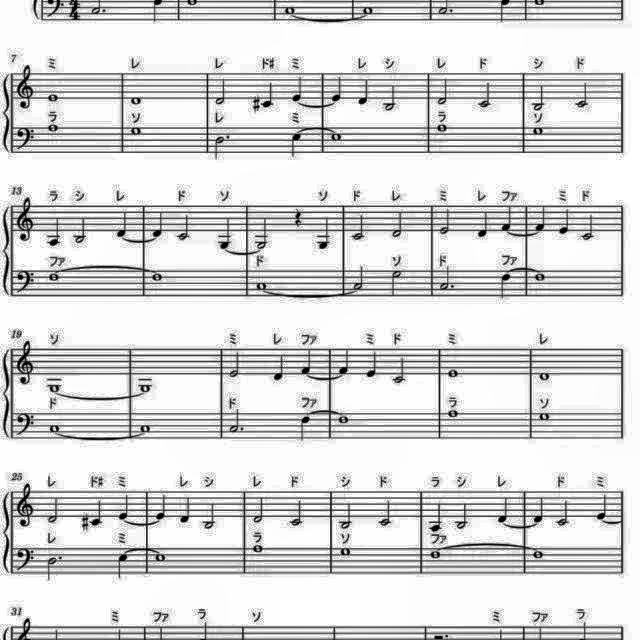 7
ミ レ レ ド# ミ レ シ レ ド シ ド
ラ ソ レ ミ ラ ソ
13
ラ シ レ ド ソ ソ ド レ ミ レ ファ ミ ド
ファ ド ソ ド ファ
19
ソ ミ レ ファ ミ ド ミ レ
ド ド ファ ラ ソ
25
レ ド# ミ レ シ レ ド シ ド ラ シ レ ド ミ
レ ミ ラ ソ ファ
31
ミ ファ ラ ソ ミ ファ ラ